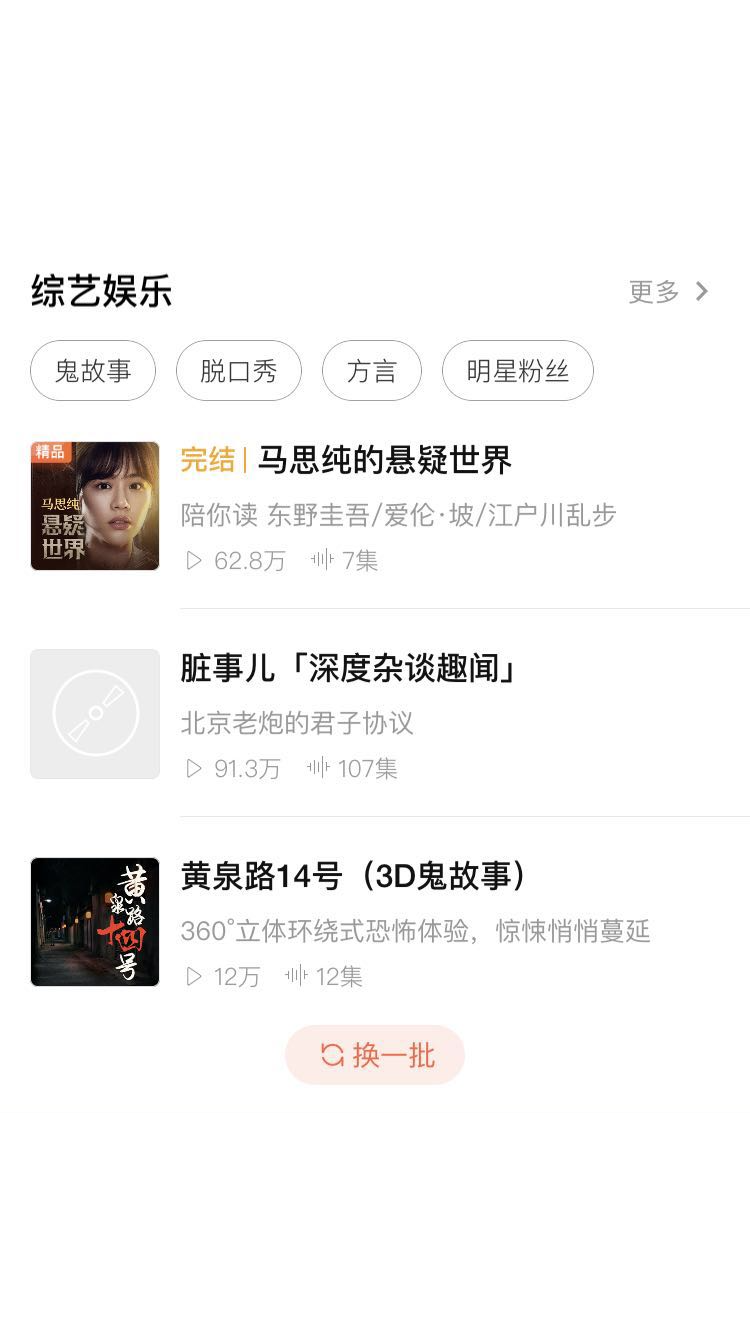 综艺娱乐
更多
鬼故事
脱口秀
方言
明星粉丝
精品
马思纯
悬疑
世界
完结 | 马思纯的悬疑世界
陪你读 东野圭吾/爱伦·坡/江户川乱步
62.8万 7集
脏事儿「深度杂谈趣闻」
北京老炮的君子协议
91.3万 107集
黄泉路
十四
号
黄泉路14号（3D鬼故事）
360°立体环绕式恐怖体验，惊悚悄悄蔓延
12万 12集
换一批